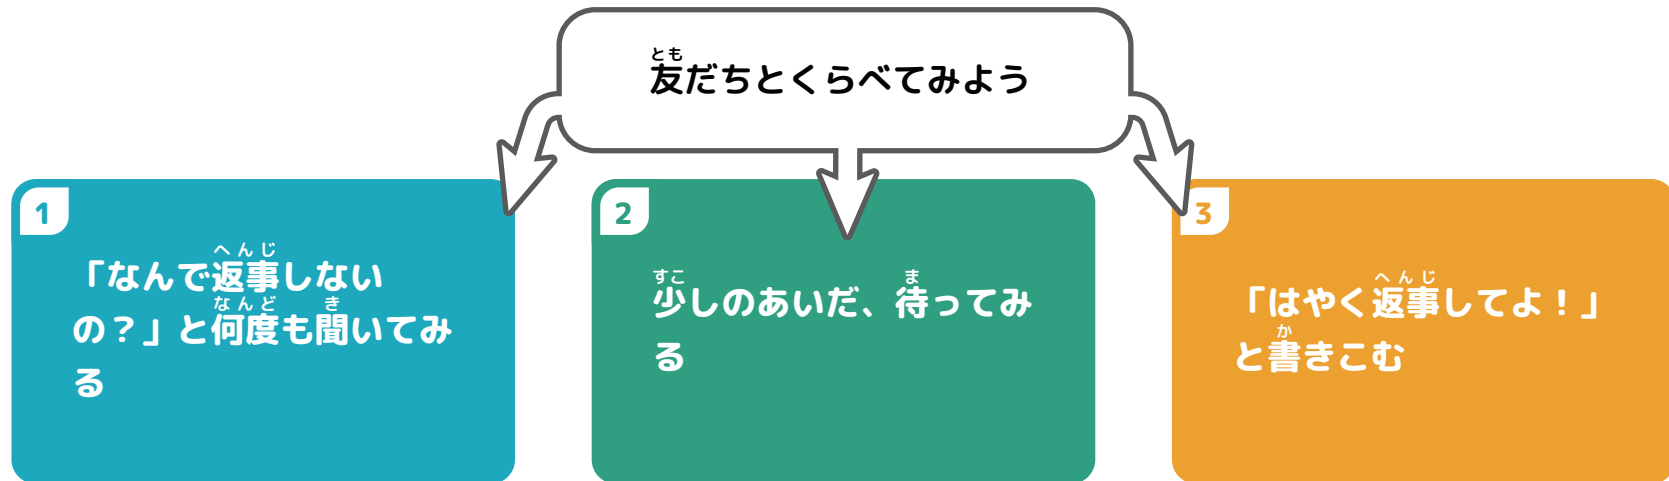 とも
友だちとくらべてみよう
1
へんじ
「なんで返事しない
なんど き
の？」と何度も聞いてみ
る
2
すこ ま
少しのあいだ、待ってみ
る
3
へんじ
「はやく返事してよ！」
か
と書きこむ